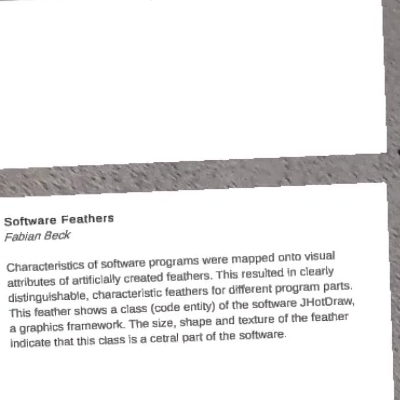 Software Feathers
Fabian Beck
Characteristics of software programs were mapped onto visual
attributes of artificially created feathers. This resulted in clearly
distinguishable, characteristic feathers for different program parts.
This feather shows a class (code entity) of the software JHotDraw,
a graphics framework. The size, shape and texture of the feather
indicate that this class is a cetral part of the software.